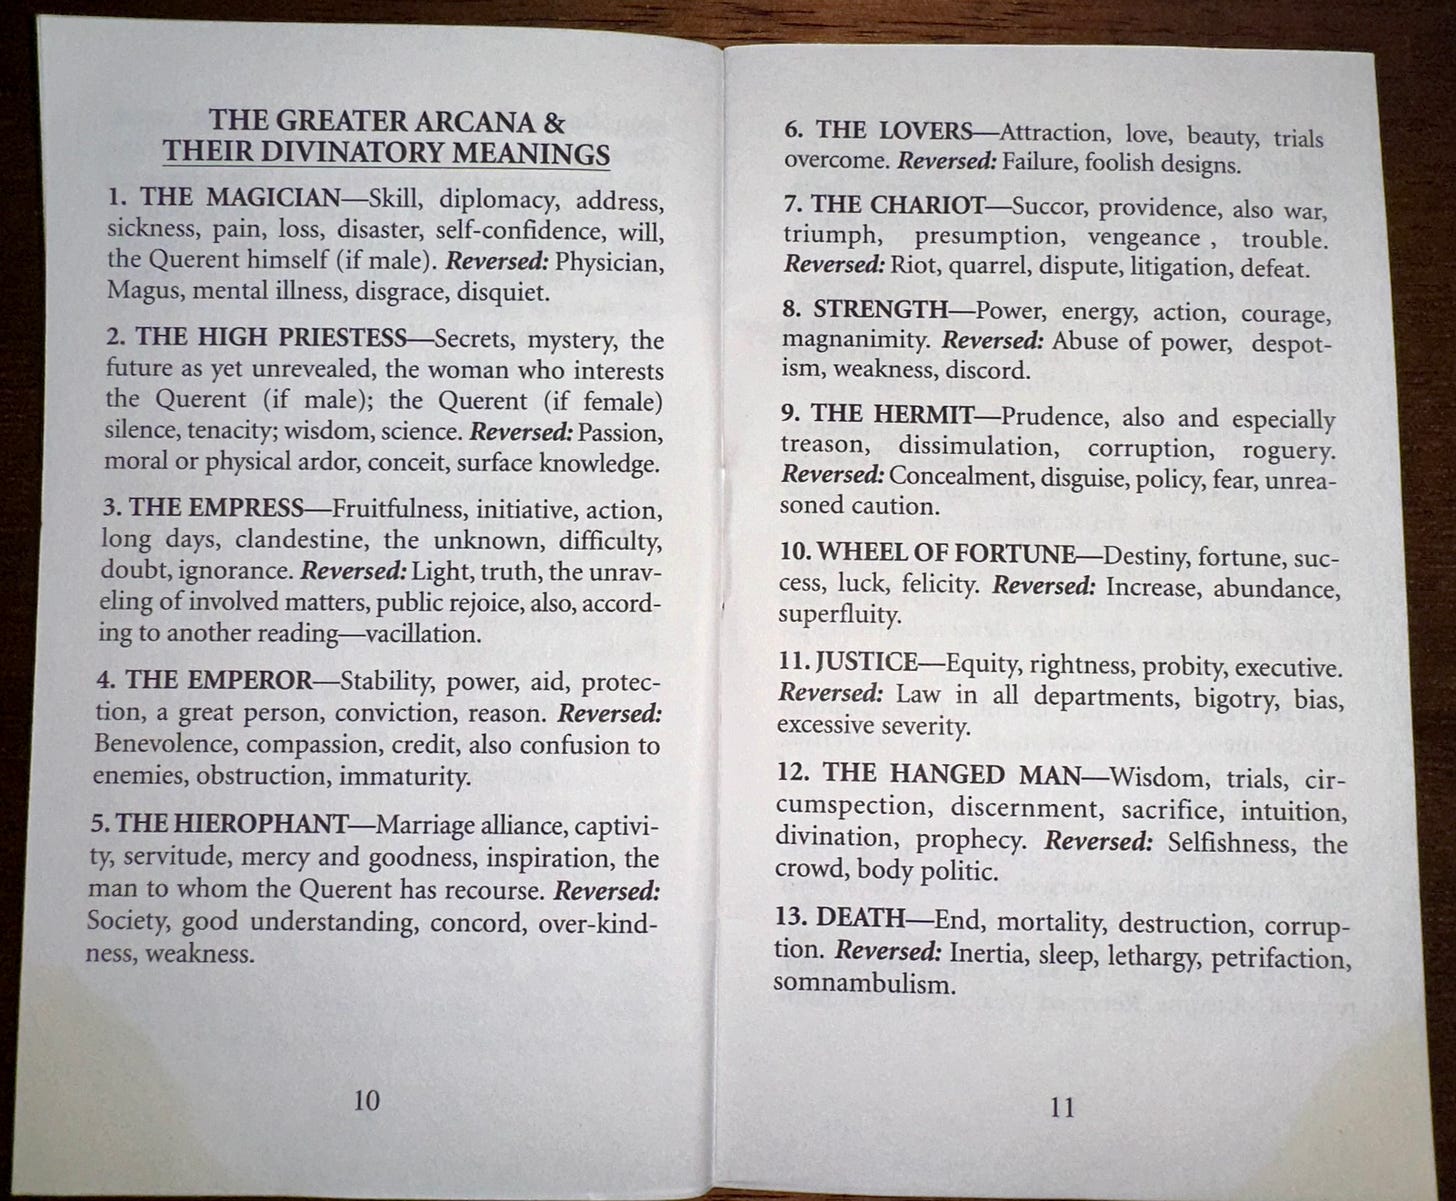 THE GREATER ARCANA &
THEIR DIVINATORY MEANINGS
1. THE MAGICIAN—Skill, diplomacy, address,
sickness, pain, loss, disaster, self-confidence, will,
the Querent himself (if male). Reversed: Physician,
Magus, mental illness, disgrace, disquiet.
2. THE HIGH PRIESTESS—Secrets, mystery, the
future as yet unrevealed, the woman who interests
the Querent (if male); the Querent (if female)
silence, tenacity; wisdom, science. Reversed: Passion,
moral or physical ardor, conceit, surface knowledge.
3. THE EMPRESS—Fruitfulness, initiative, action,
long days, clandestine, the unknown, difficulty,
doubt, ignorance. Reversed: Light, truth, the unrav-
eling of involved matters, public rejoice, also, accord-
ing to another reading—vacillation.
4. THE EMPEROR—Stability, power, aid, protec-
tion, a great person, conviction, reason. Reversed:
Benevolence, compassion, credit, also confusion to
enemies, obstruction, immaturity.
5. THE HIEROPHANT—Marriage alliance, captivi-
ty, servitude, mercy and goodness, inspiration, the
man to whom the Querent has recourse. Reversed:
Society, good understanding, concord, over-kind-
ness, weakness.
10
6. THE LOVERS—Attraction, love, beauty, trials
overcome. Reversed: Failure, foolish designs.
7. THE CHARIOT—Succor, providence, also war,
triumph, presumption, vengeance , trouble.
Reversed: Riot, quarrel, dispute, litigation, defeat.
8. STRENGTH—Power, energy, action, courage,
magnanimity. Reversed: Abuse of power, despot-
ism, weakness, discord.
9. THE HERMIT—Prudence, also and especially
treason, dissimulation, corruption, roguery.
Reversed: Concealment, disguise, policy, fear, unrea-
soned caution.
10. WHEEL OF FORTUNE—Destiny, fortune, suc-
cess, luck, felicity. Reversed: Increase, abundance,
superfluity.
11. JUSTICE—Equity, rightness, probity, executive.
Reversed: Law in all departments, bigotry, bias,
excessive severity.
12. THE HANGED MAN—Wisdom, trials, cir-
cumspection, discernment, sacrifice, intuition,
divination, prophecy. Reversed: Selfishness, the
crowd, body politic.
13. DEATH—End, mortality, destruction, corrup-
tion. Reversed: Inertia, sleep, lethargy, petrifaction,
somnambulism.
11